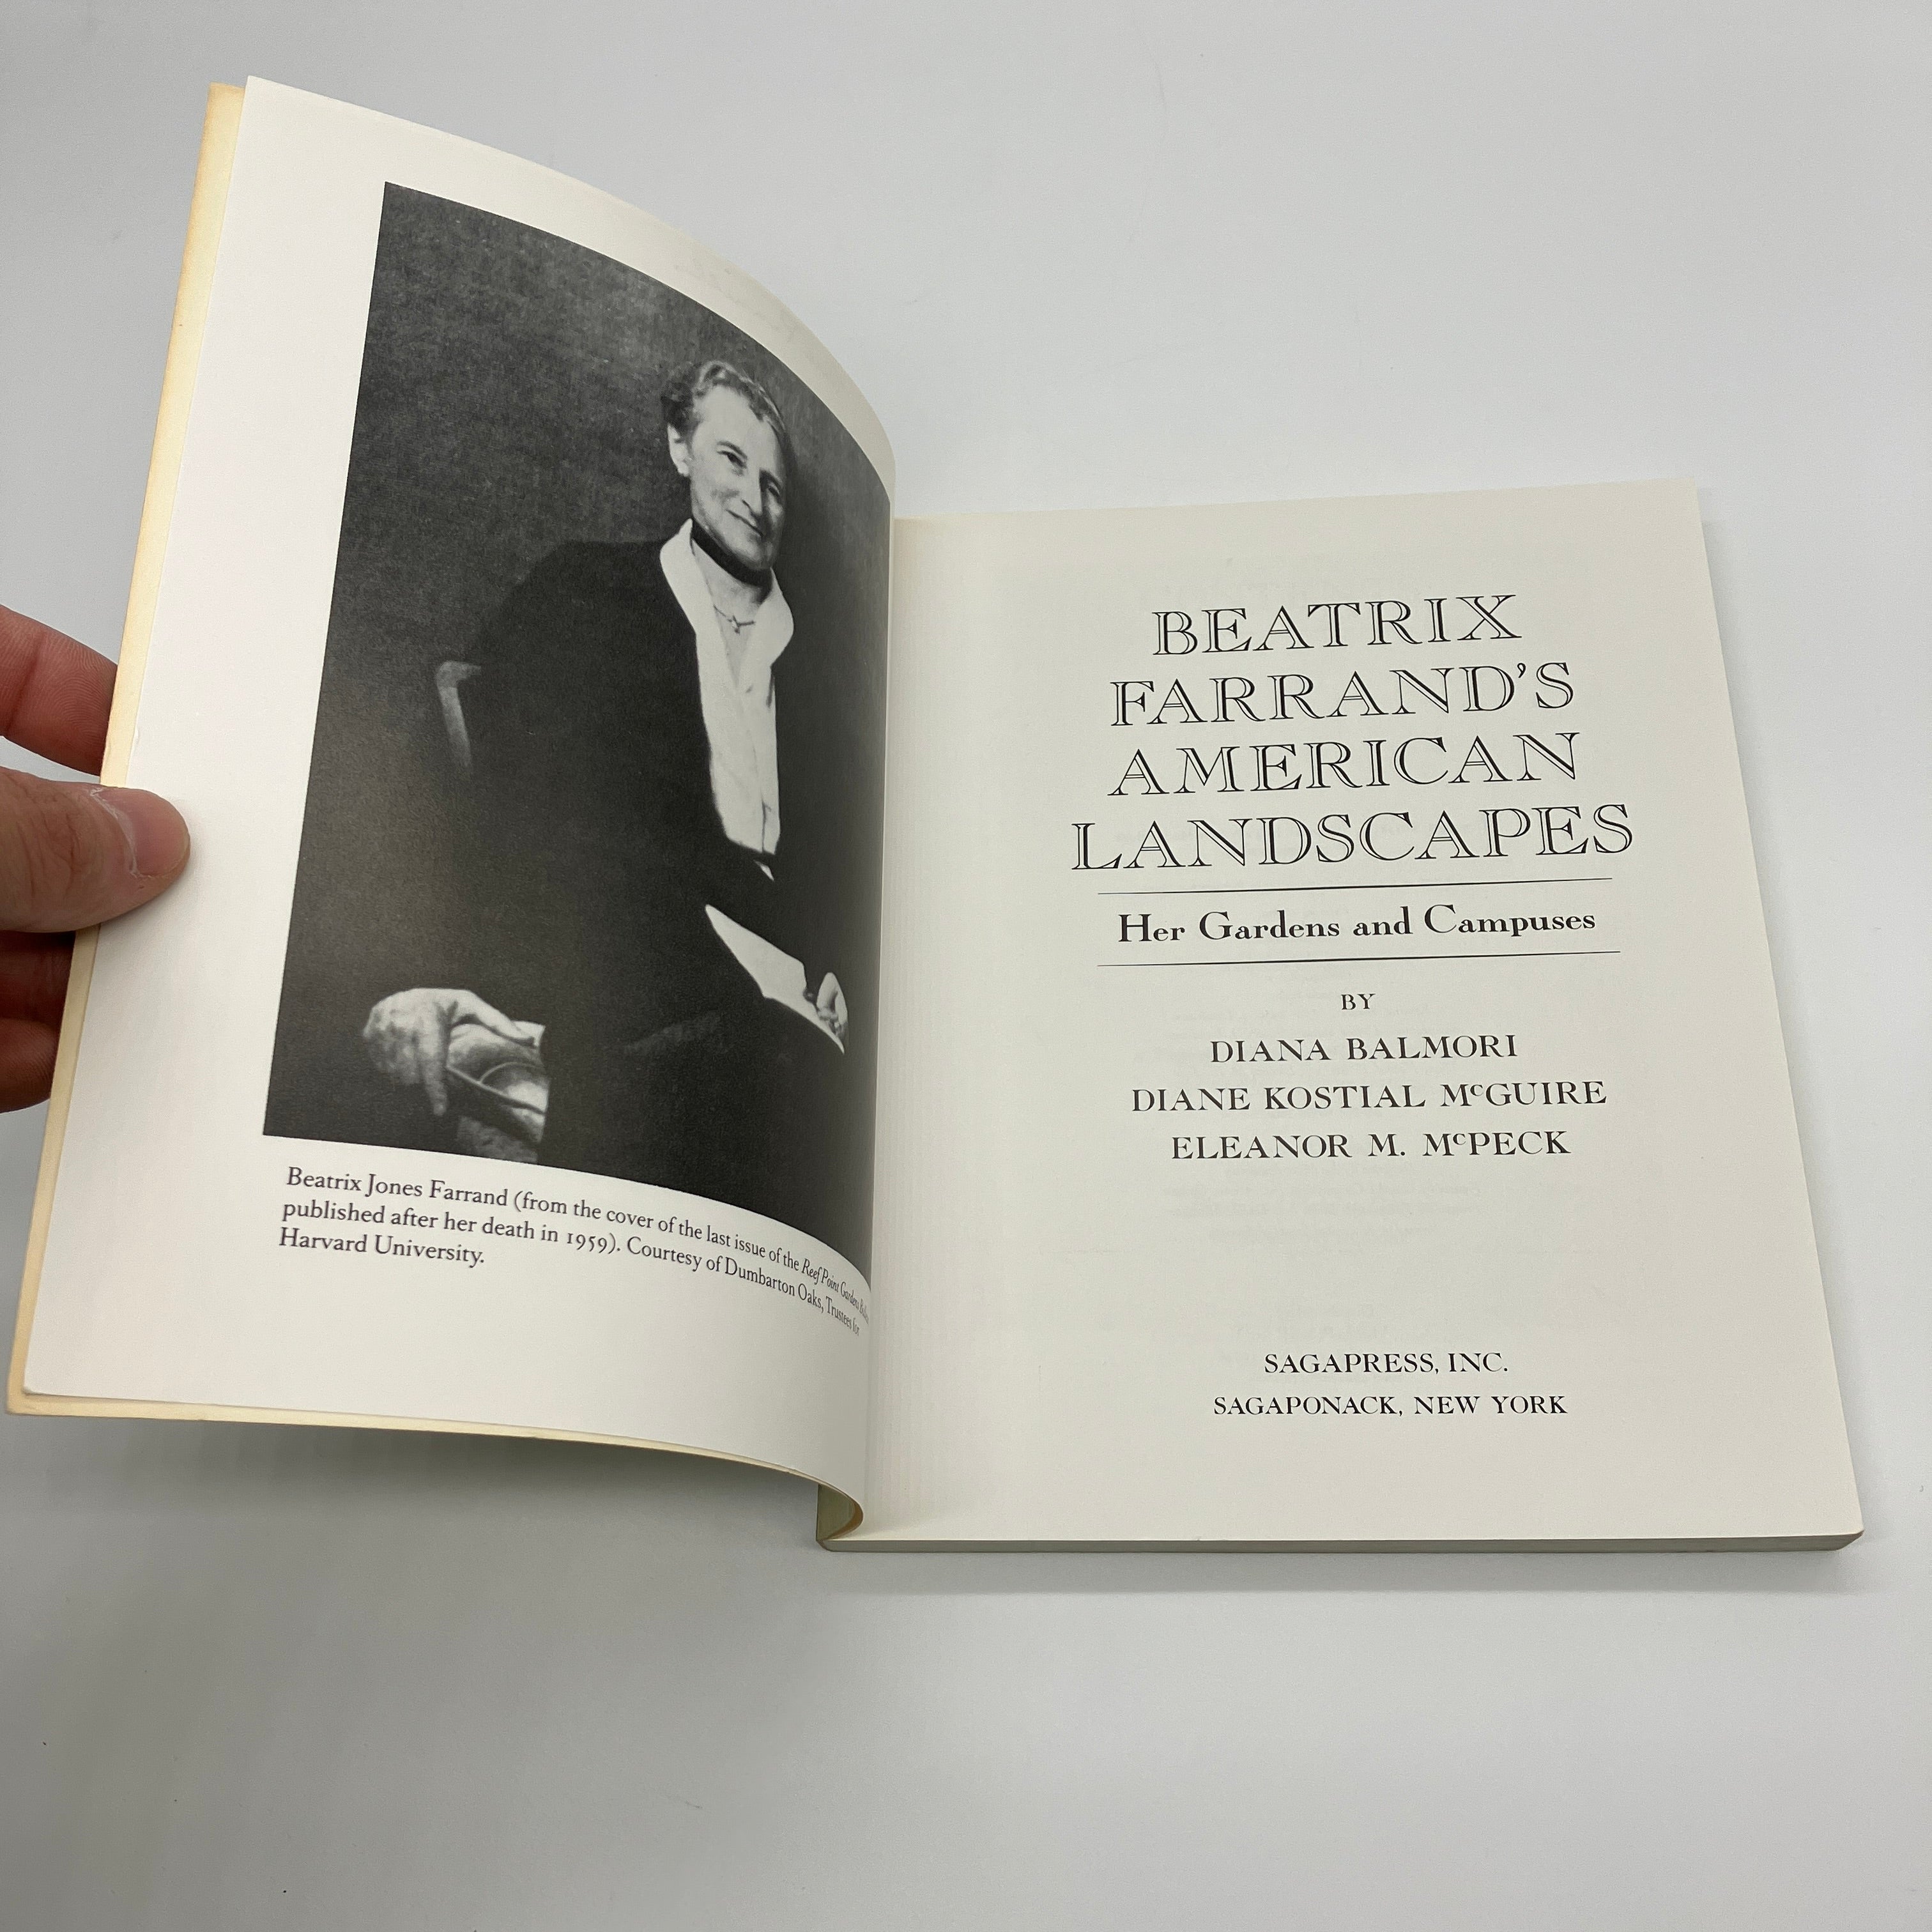 Beatrix Jones Farrand (from the cover of the last issue of the Reef Point Gardens
published after her death in 1959). Courtesy of Dumbarton Oaks, Trustees for
Harvard University.
BEATRIX
FARRAND'S
AMERICAN
LANDSCAPES
Her Gardens and Campuses
BY
DIANA BALMORI
DIANE KOSTIAL McGUIRE
ELEANOR M. McPECK
SAGAPRESS, INC.
SAGAPONACK, NEW YORK